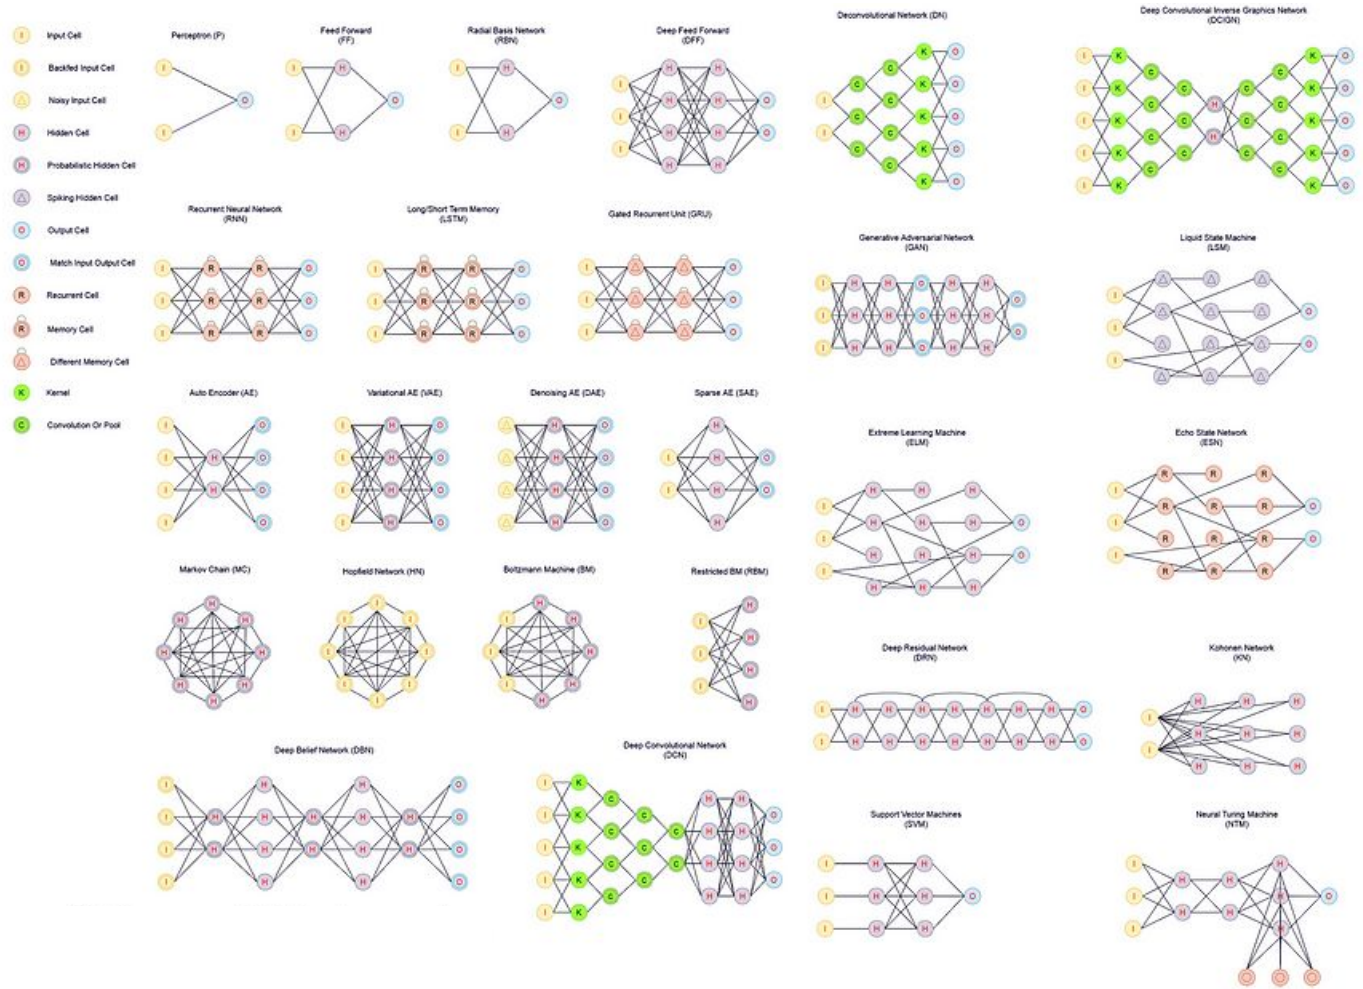 Input Cell
Backfed Input Cell
Noisy Input Cell
Hidden Cell
Probablistic Hidden Cell
Spiking Hidden Cell
Output Cell
Match Input Output Cell
Recurrent Cell
Memory Cell
Different Memory Cell
K
Kernel
C
Convolution Or Pool
Perceptron (P)
Feed Forward
(FF)
Radial Basis Network
(RBN)
Deep Feed Forward
(DFF)
Recurrent Neural Network
(RNN)
Long/Short Term Memory
(LSTM)
Gated Recurrent Unit (GRU)
Auto Encoder (AE)
Variational AE (VAE)
Denoising AE (DAE)
Sparse AE (SAE)
Markov Chain (MC)
Hopfield Network (HN)
Boltzmann Machine (BM)
Restricted BM (RBM)
Deep Belief Network (DBN)
Deep Convolutional Network
(DCN)
Deconvolutional Network (DN)
Deep Convolutional Inverse Graphics Network
(DCIGN)
Generative Adversarial Network
(GAN)
Liquid State Machine
(LSM)
Extreme Learning Machine
(ELM)
Echo State Network
(ESN)
Deep Residual Network
(DRN)
Kohonen Network
(KN)
Support Vector Machines
(SVM)
Neural Turing Machine
(NTM)